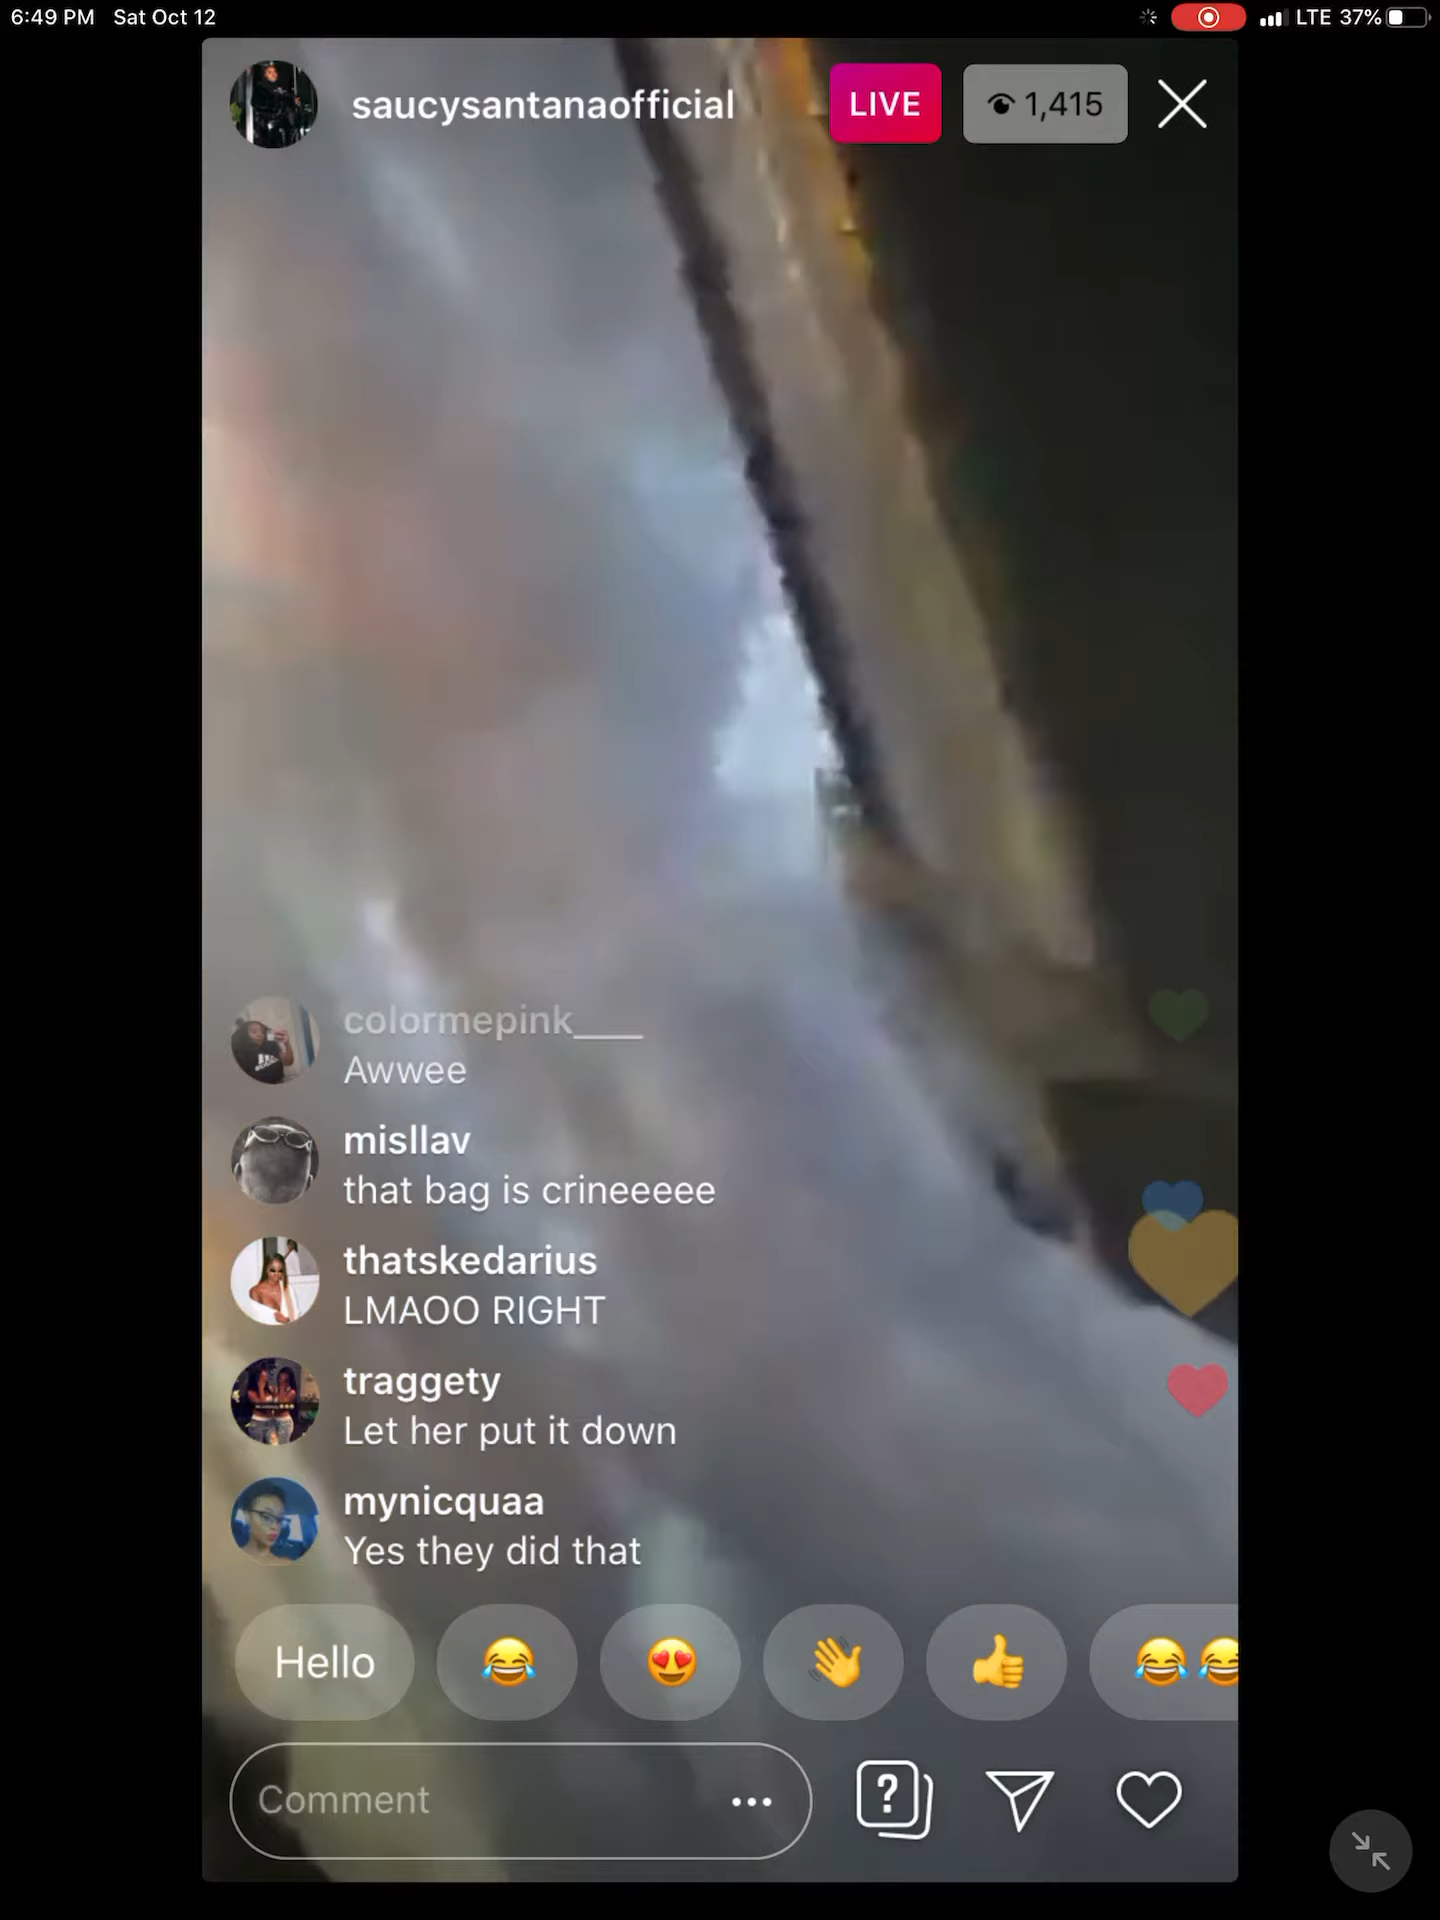 6:49 PM Sat Oct 12
LTE 37%
saucysantanaofficial LIVE 1,415
colormepink____
Awwee
misllav
that bag is crineeeee
thatskedarius
LMAOO RIGHT
traggety
Let her put it down
mynicquaa
Yes they did that
Hello
Comment